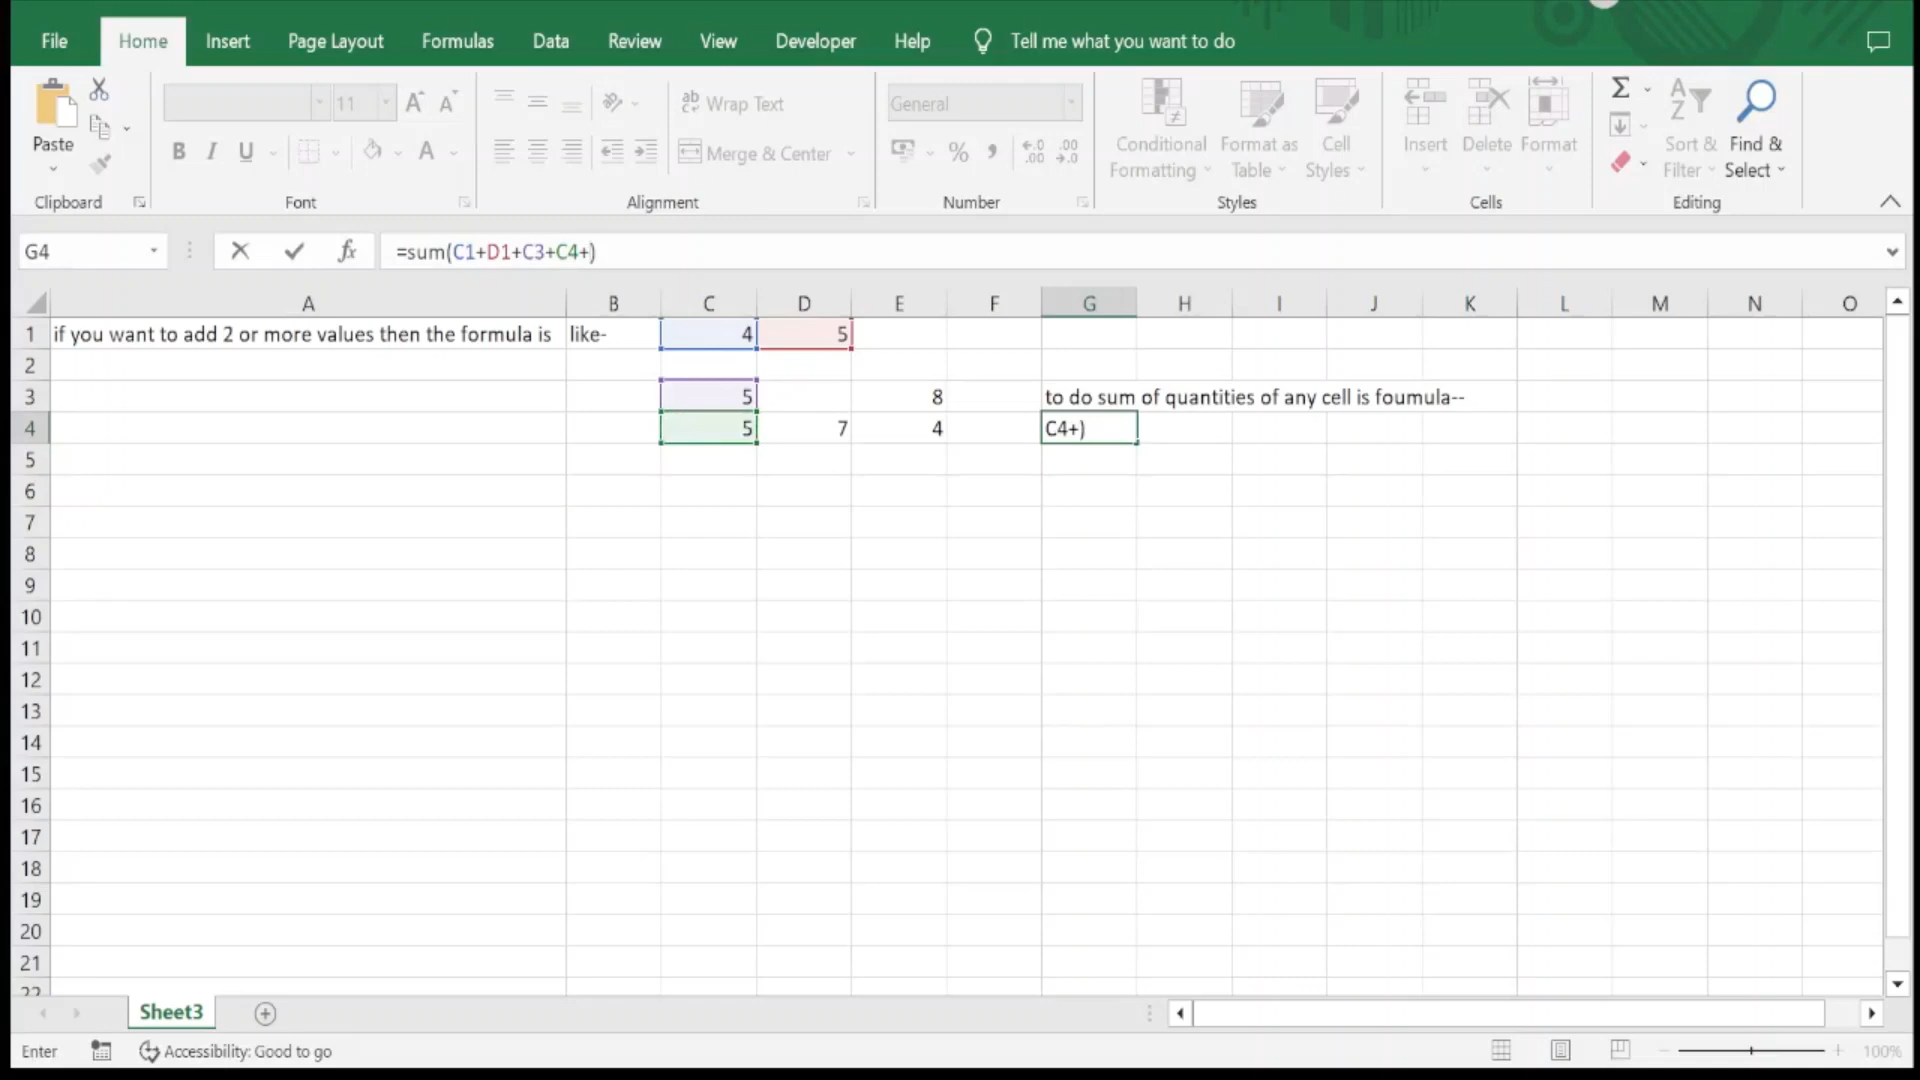 File Home Insert Page Layout Formulas Data Review View Developer Help Tell me what you want to do
11 A A ab Wrap Text General Σ A Z
Paste B I U A Merge & Center % Conditional Formatting Format as Table Cell Styles Insert Delete Format Sort & Filter Find & Select
Clipboard Font Alignment Number Styles Cells Editing
G4 fx =sum(C1+D1+C3+C4+)
A B C D E F G H I J K L M N O
1 if you want to add 2 or more values then the formula is like- 4 5
2
3 5 8 to do sum of quantities of any cell is foumula--
4 5 7 4 C4+)
5
6
7
8
9
10
11
12
13
14
15
16
17
18
19
20
21
22
Sheet3
Enter Accessibility: Good to go 100%